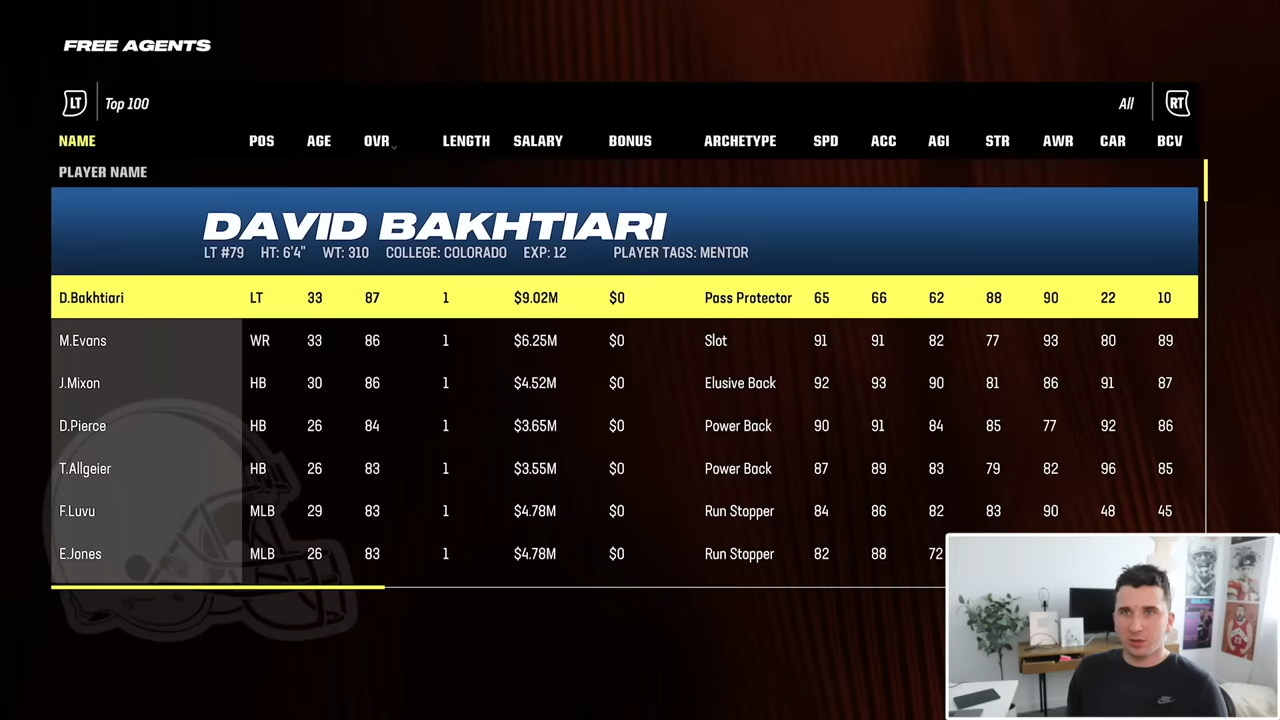 FREE AGENTS
LT Top 100 All RT
NAME POS AGE OVR LENGTH SALARY BONUS ARCHETYPE SPD ACC AGI STR AWR CAR BCV
PLAYER NAME
DAVID BAKHTIARI
LT #79 HT: 6'4" WT: 310 COLLEGE: COLORADO EXP: 12 PLAYER TAGS: MENTOR
D.Bakhtiari LT 33 87 1 $9.02M $0 Pass Protector 65 66 62 88 90 22 10
M.Evans WR 33 86 1 $6.25M $0 Slot 91 91 82 77 93 80 89
J.Mixon HB 30 86 1 $4.52M $0 Elusive Back 92 93 90 81 86 91 87
D.Pierce HB 26 84 1 $3.65M $0 Power Back 90 91 84 85 77 92 86
T.Allgeier HB 26 83 1 $3.55M $0 Power Back 87 89 83 79 82 96 85
F.Luvu MLB 29 83 1 $4.78M $0 Run Stopper 84 86 82 83 90 48 45
E.Jones MLB 26 83 1 $4.78M $0 Run Stopper 82 88 72